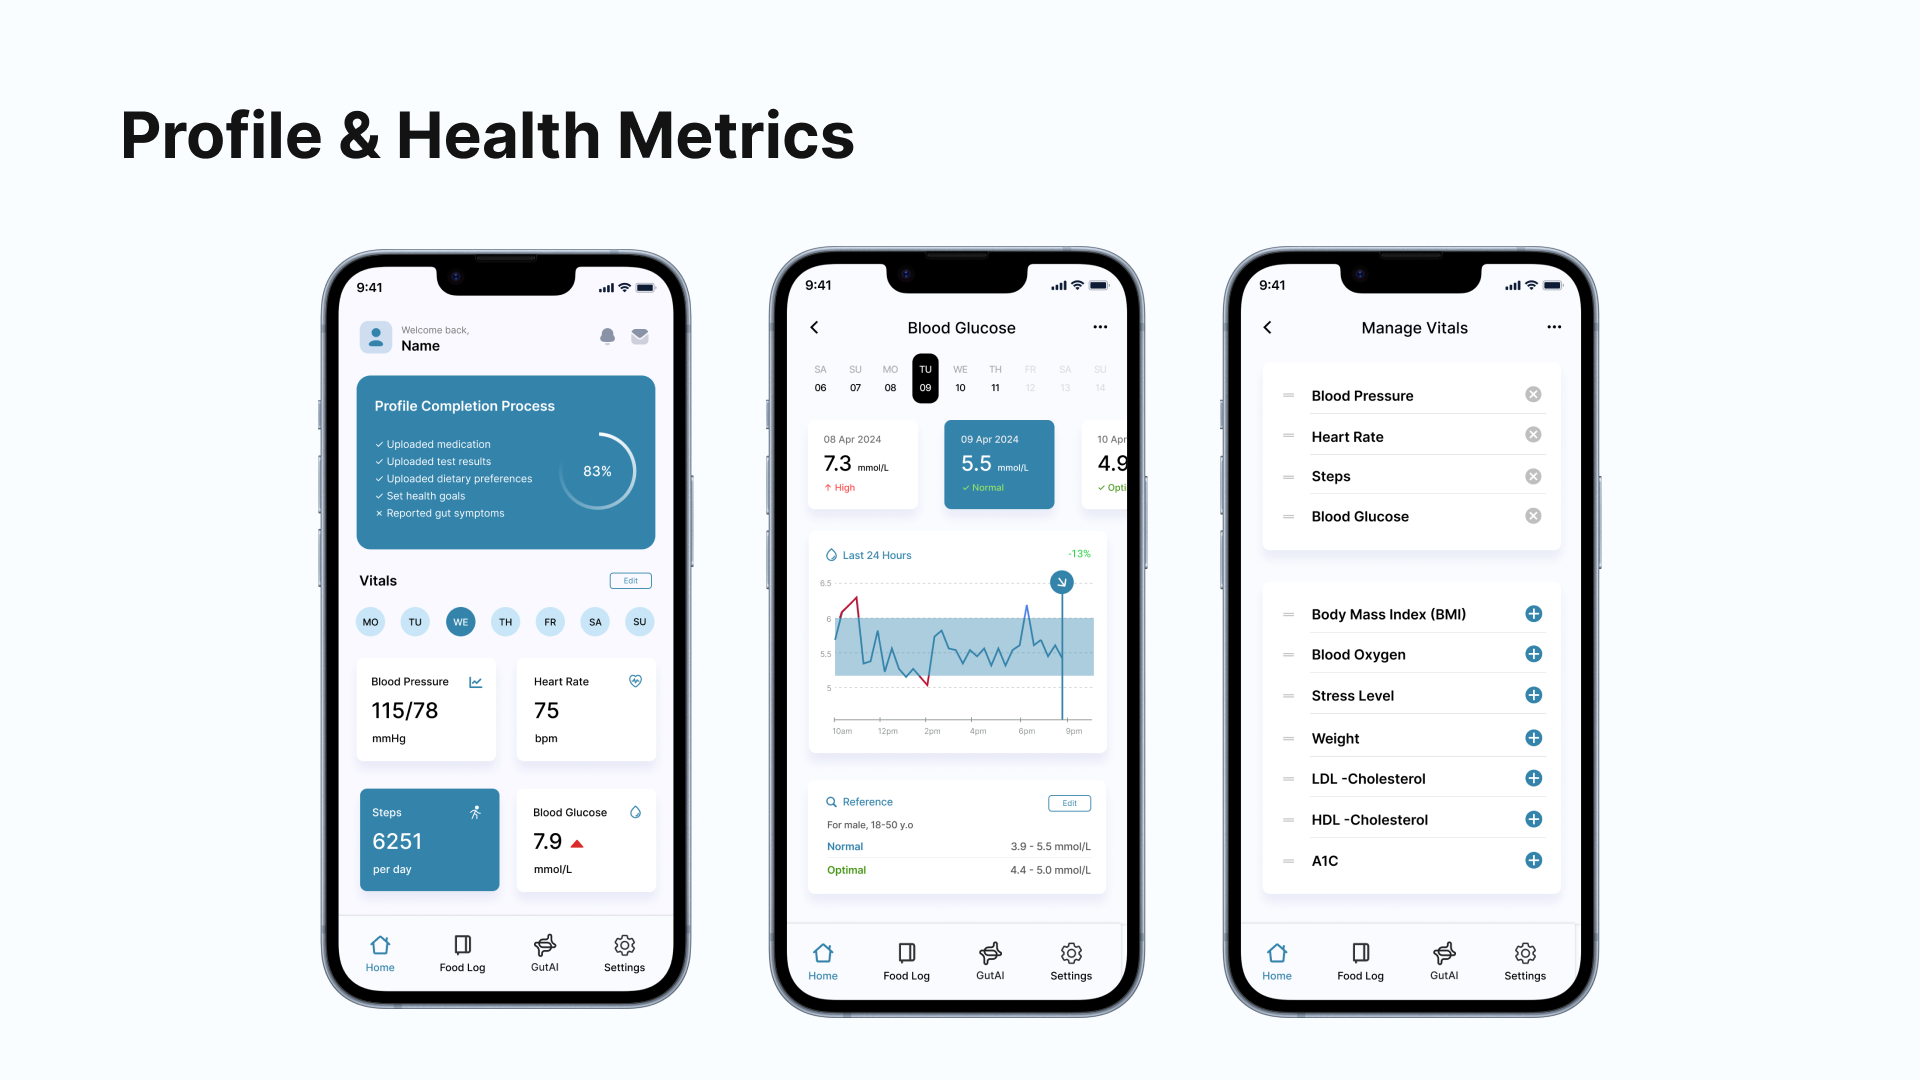 Profile & Health Metrics
9:41
Welcome back,
Name
Profile Completion Process
✓ Uploaded medication
✓ Uploaded test results
✓ Uploaded dietary preferences
✓ Set health goals
× Reported gut symptoms
83%
Vitals
Edit
MO TU WE TH FR SA SU
Blood Pressure
115/78
mmHg
Heart Rate
75
bpm
Steps
6251
per day
Blood Glucose
7.9
mmol/L
Home Food Log GutAI Settings
9:41
Blood Glucose
SA SU MO TU WE TH FR SA SU
06 07 08 09 10 11 12 13 14
08 Apr 2024
7.3 mmol/L
↑ High
09 Apr 2024
5.5 mmol/L
✓ Normal
10 Apr
4.9
✓ Opti
Last 24 Hours
-13%
6.5
6
5.5
5
10am 12pm 2pm 4pm 6pm 9pm
Reference
Edit
For male, 18-50 y.o
Normal 3.9 - 5.5 mmol/L
Optimal 4.4 - 5.0 mmol/L
Home Food Log GutAI Settings
9:41
Manage Vitals
Blood Pressure
Heart Rate
Steps
Blood Glucose
Body Mass Index (BMI)
Blood Oxygen
Stress Level
Weight
LDL -Cholesterol
HDL -Cholesterol
A1C
Home Food Log GutAI Settings